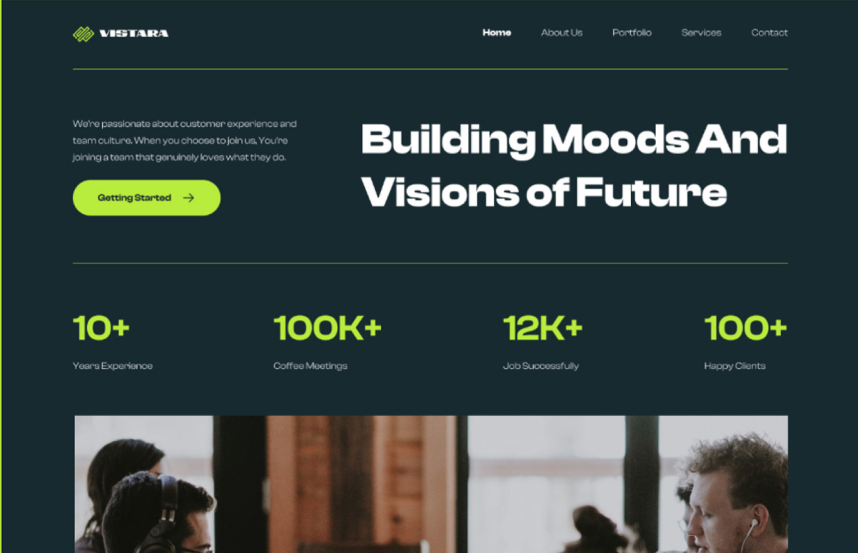 VISTARA
Home About Us Portfolio Services Contact
We're passionate about customer experience and
team culture. When you choose to join us, You're
joining a team that genuinely loves what they do.
Getting Started
Building Moods And
Visions of Future
10+
Years Experience
100K+
Coffee Meetings
12K+
Job Successfully
100+
Happy Clients